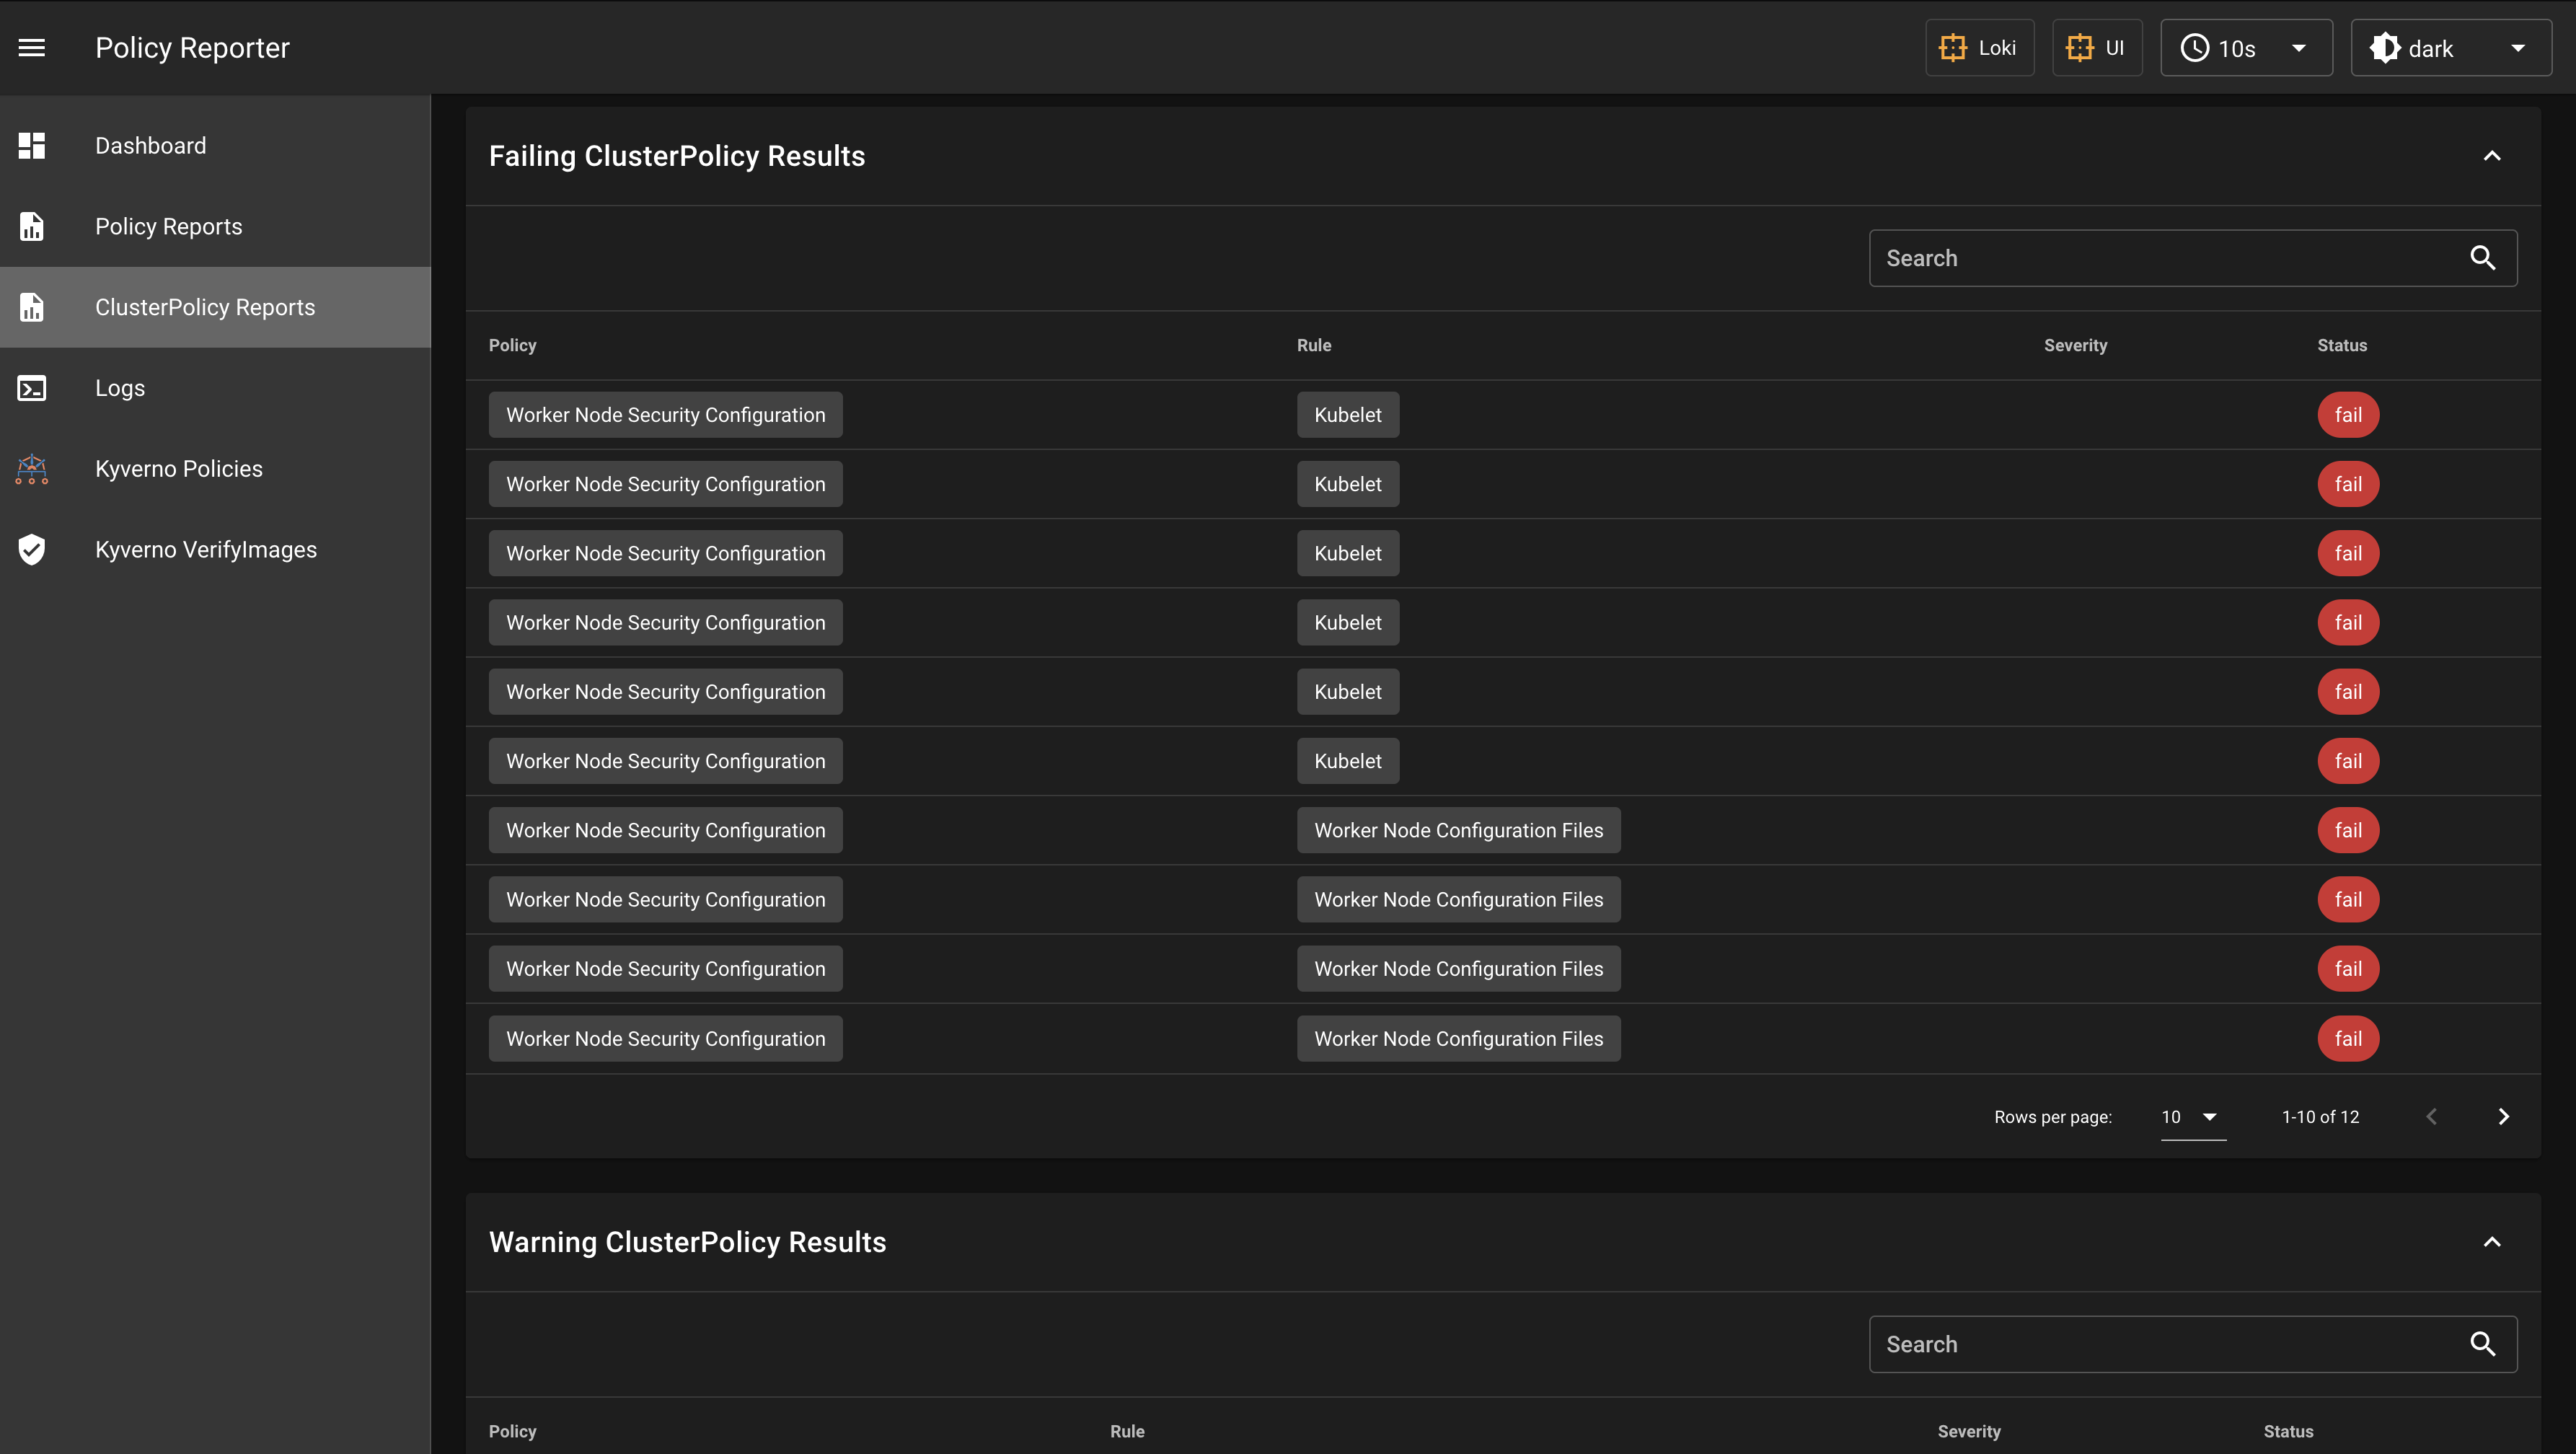 Policy Reporter
Loki
UI
10s
dark
Dashboard
Policy Reports
ClusterPolicy Reports
Logs
Kyverno Policies
Kyverno VerifyImages
Failing ClusterPolicy Results
Search
Policy Rule Severity Status
Worker Node Security Configuration Kubelet fail
Worker Node Security Configuration Kubelet fail
Worker Node Security Configuration Kubelet fail
Worker Node Security Configuration Kubelet fail
Worker Node Security Configuration Kubelet fail
Worker Node Security Configuration Kubelet fail
Worker Node Security Configuration Worker Node Configuration Files fail
Worker Node Security Configuration Worker Node Configuration Files fail
Worker Node Security Configuration Worker Node Configuration Files fail
Worker Node Security Configuration Worker Node Configuration Files fail
Rows per page: 10 1-10 of 12
Warning ClusterPolicy Results
Search
Policy Rule Severity Status